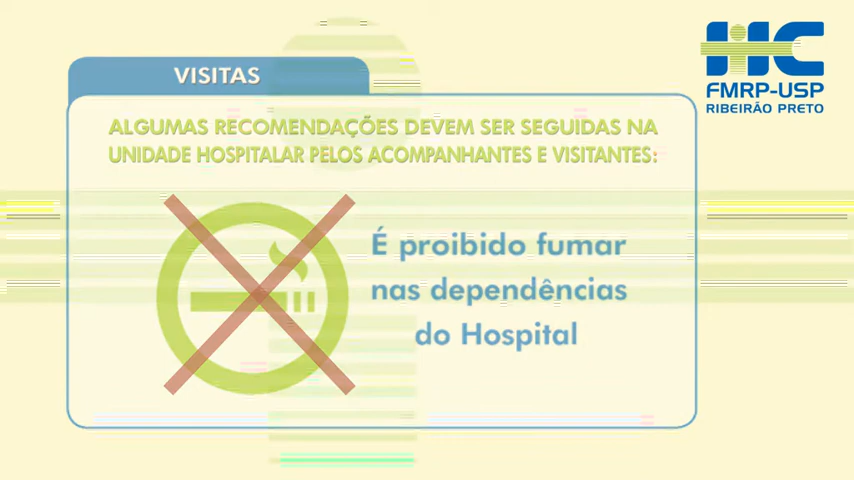 VISITAS
HC
FMRP-USP
RIBEIRÃO PRETO
ALGUMAS RECOMENDAÇÕES DEVEM SER SEGUIDAS NA
UNIDADE HOSPITALAR PELOS ACOMPANHANTES E VISITANTES:
É proibido fumar
nas dependências
do Hospital